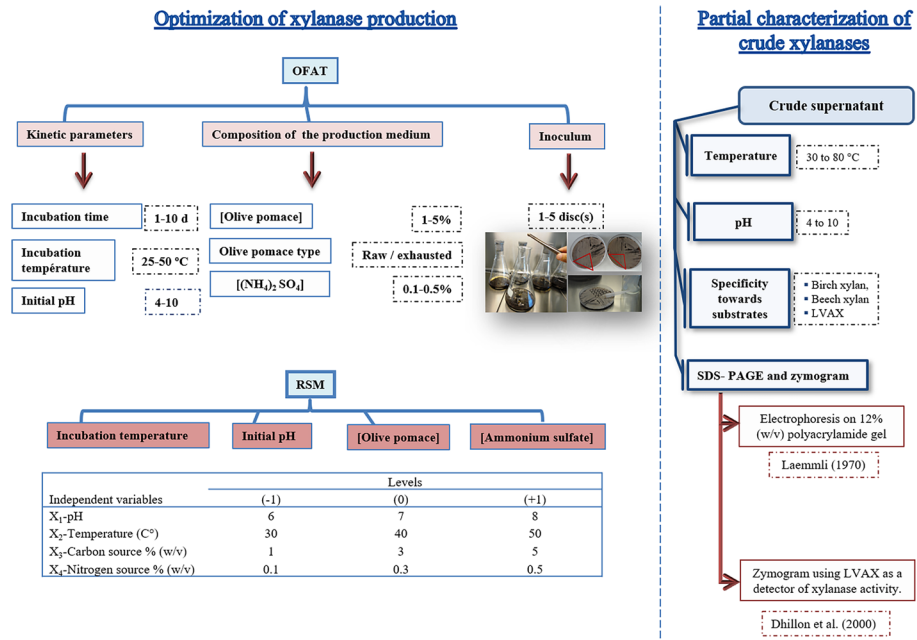 Optimization of xylanase production
OFAT
Kinetic parameters
Composition of the production medium
Inoculum
Incubation time
1-10 d
[Olive pomace]
1-5%
1-5 disc(s)
Incubation
température
25-50 °C
Olive pomace type
Raw / exhausted
Initial pH
4-10
[(NH4)2 SO4]
0.1-0.5%
RSM
Incubation temperature
Initial pH
[Olive pomace]
[Ammonium sulfate]
Levels
Independent variables (-1) (0) (+1)
X1-pH 6 7 8
X2-Temperature (C°) 30 40 50
X3-Carbon source % (w/v) 1 3 5
X4-Nitrogen source % (w/v) 0.1 0.3 0.5
Partial characterization of
crude xylanases
Crude supernatant
Temperature
30 to 80 °C
pH
4 to 10
Specificity
towards
substrates
▪ Birch xylan,
▪ Beech xylan
▪ LVAX
SDS- PAGE and zymogram
Electrophoresis on 12%
(w/v) polyacrylamide gel
Laemmli (1970)
Zymogram using LVAX as a
detector of xylanase activity.
Dhillon et al. (2000)